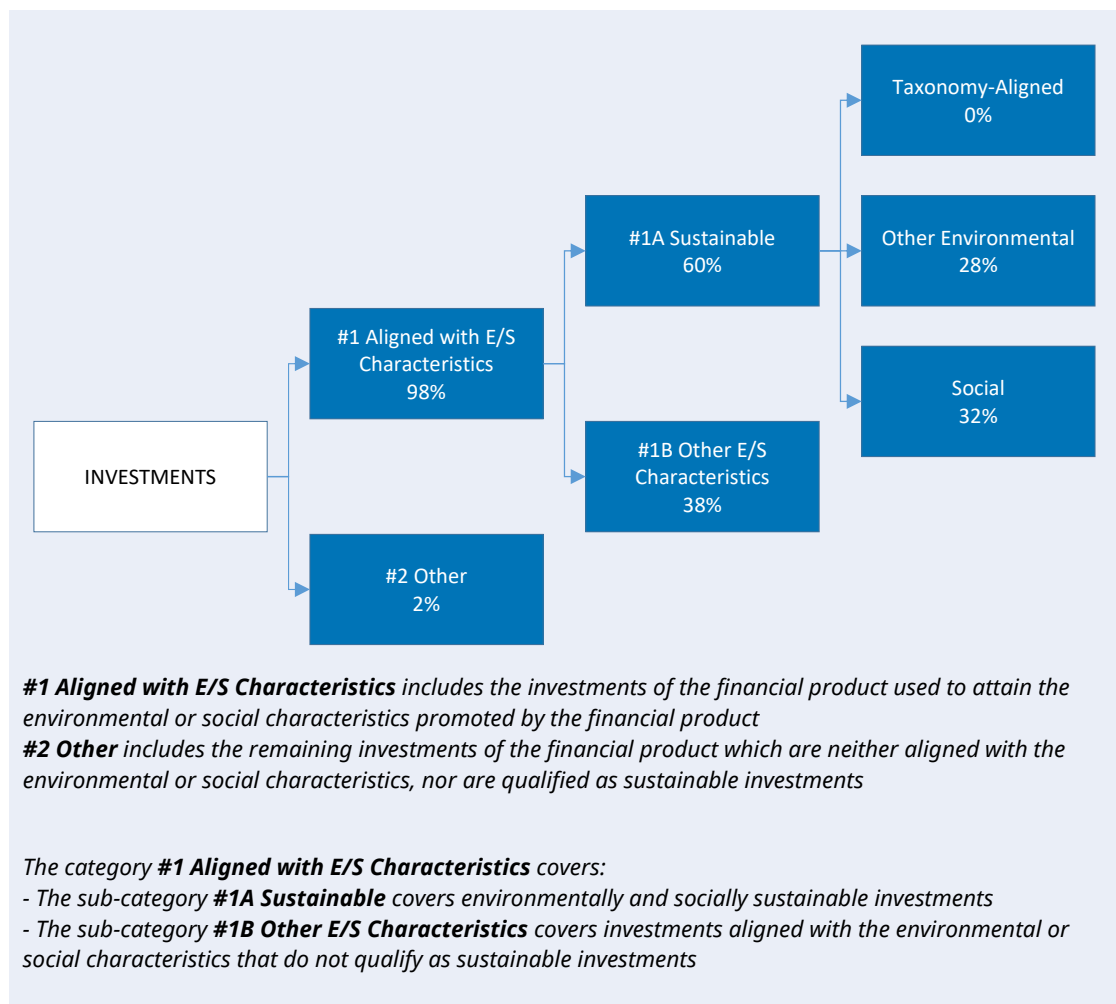 Taxonomy-Aligned
0%
#1A Sustainable
60%
Other Environmental
28%
#1 Aligned with E/S
Characteristics
98%
Social
32%
INVESTMENTS
#1B Other E/S
Characteristics
38%
#2 Other
2%
#1 Aligned with E/S Characteristics includes the investments of the financial product used to attain the
environmental or social characteristics promoted by the financial product
#2 Other includes the remaining investments of the financial product which are neither aligned with the
environmental or social characteristics, nor are qualified as sustainable investments
The category #1 Aligned with E/S Characteristics covers:
- The sub-category #1A Sustainable covers environmentally and socially sustainable investments
- The sub-category #1B Other E/S Characteristics covers investments aligned with the environmental or
social characteristics that do not qualify as sustainable investments